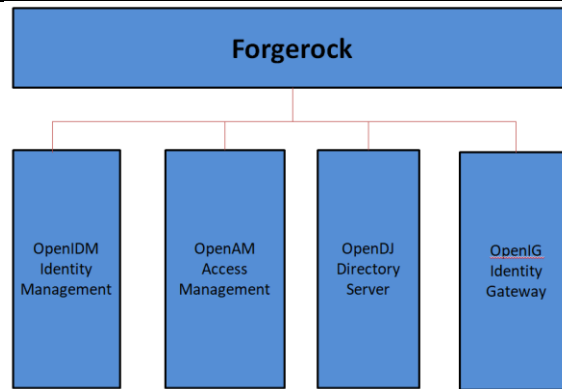 Forgerock
OpenIDM
Identity
Management
OpenAM
Access
Management
OpenDJ
Directory
Server
OpenIG
Identity
Gateway